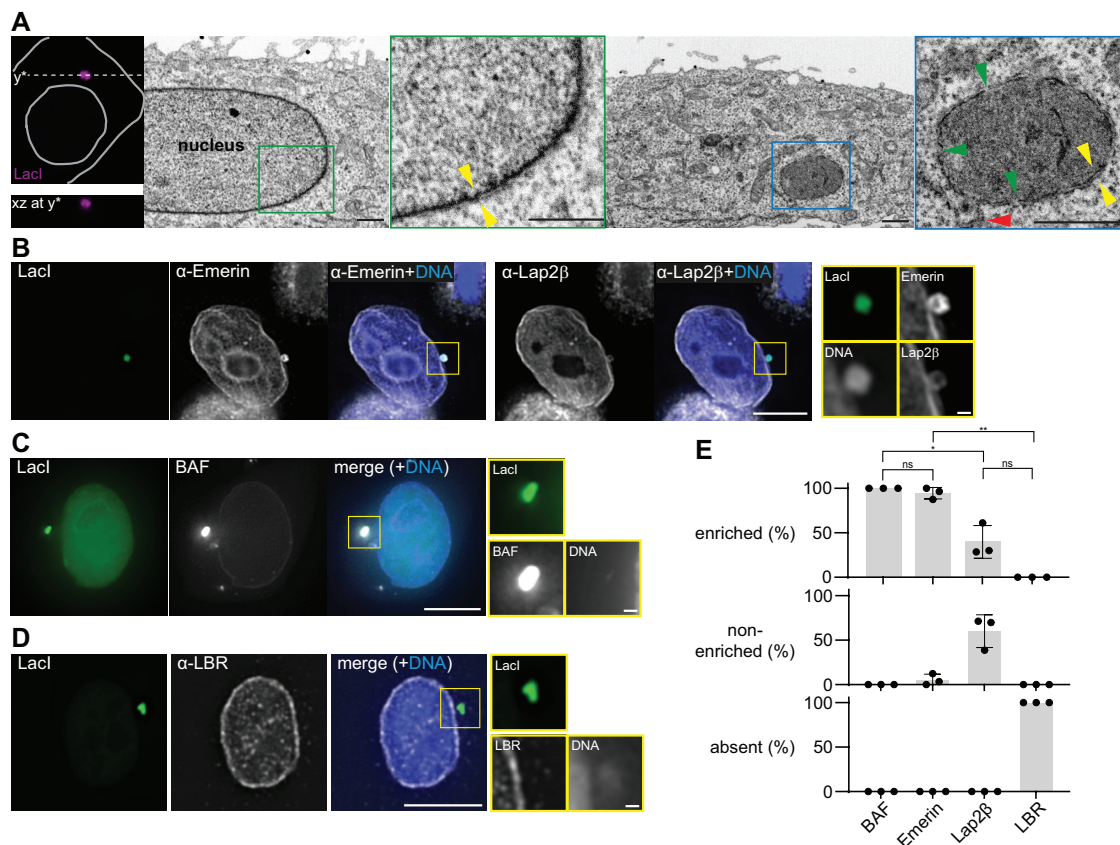 A
y*
LacI
xz at y*
nucleus
B
LacI
α-Emerin
α-Emerin+DNA
α-Lap2β
α-Lap2β+DNA
LacI
Emerin
DNA
Lap2β
C
LacI
BAF
merge (+DNA)
LacI
BAF
DNA
D
LacI
α-LBR
merge (+DNA)
LacI
LBR
DNA
E
**
*
ns
ns
100
50
0
enriched (%)
100
50
0
non-
enriched (%)
100
50
0
absent (%)
BAF
Emerin
Lap2β
LBR